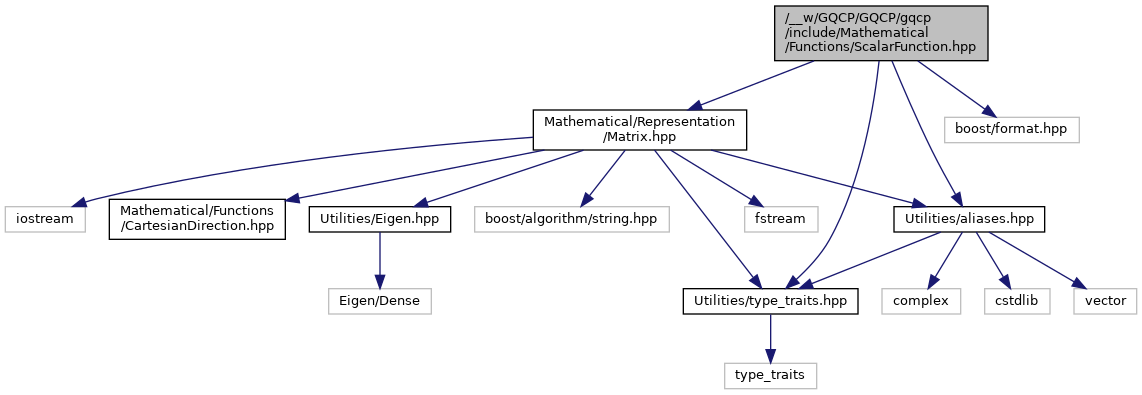 /__w/GQCP/GQCP/gqcp
/include/Mathematical
/Functions/ScalarFunction.hpp
Mathematical/Representation
/Matrix.hpp
boost/format.hpp
iostream
Mathematical/Functions
/CartesianDirection.hpp
Utilities/Eigen.hpp
boost/algorithm/string.hpp
fstream
Utilities/aliases.hpp
Eigen/Dense
Utilities/type_traits.hpp
complex
cstdlib
vector
type_traits